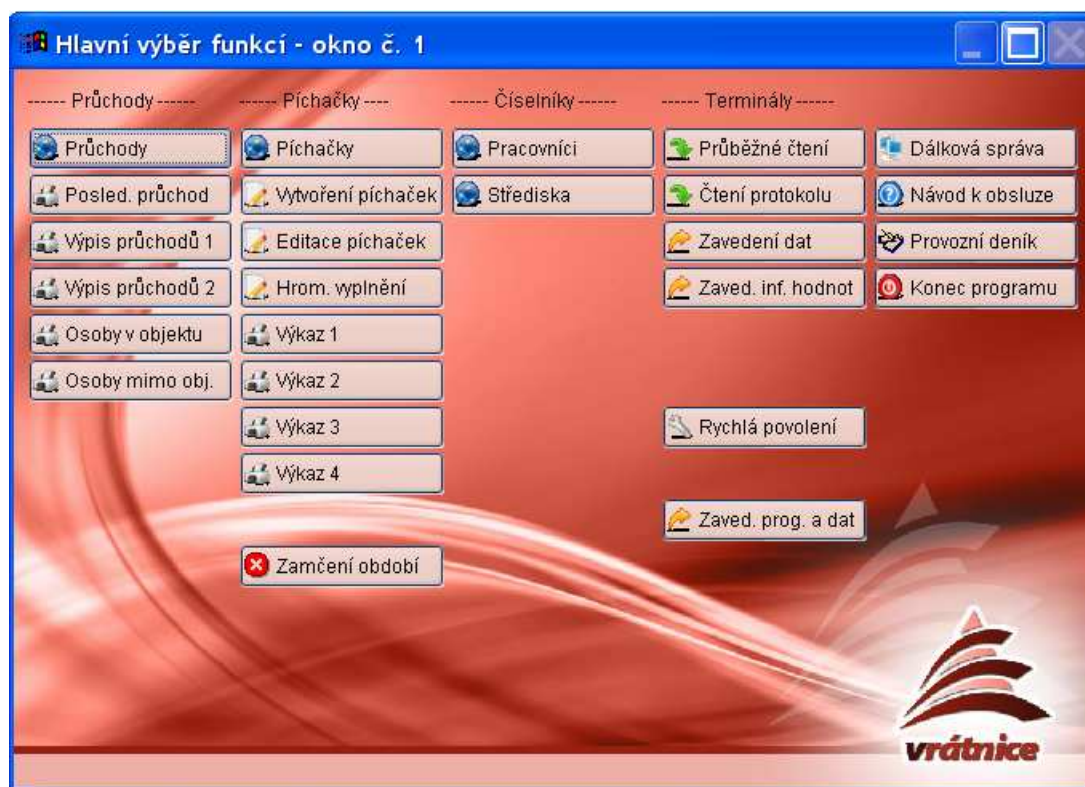 Hlavní výběr funkcí - okno č. 1
------ Průchody ------
Průchody
Posled. průchod
Výpis průchodů 1
Výpis průchodů 2
Osoby v objektu
Osoby mimo obj.
------ Píchačky ----
Píchačky
Vytvoření píchaček
Editace píchaček
Hrom. vyplnění
Výkaz 1
Výkaz 2
Výkaz 3
Výkaz 4
Zamčení období
------ Číselníky ------
Pracovníci
Střediska
------ Terminály ------
Průběžné čtení
Čtení protokolu
Zavedení dat
Zaved. inf. hodnot
Rychlá povolení
Zaved. prog. a dat
Dálková správa
Návod k obsluze
Provozní deník
Konec programu
vrátnice